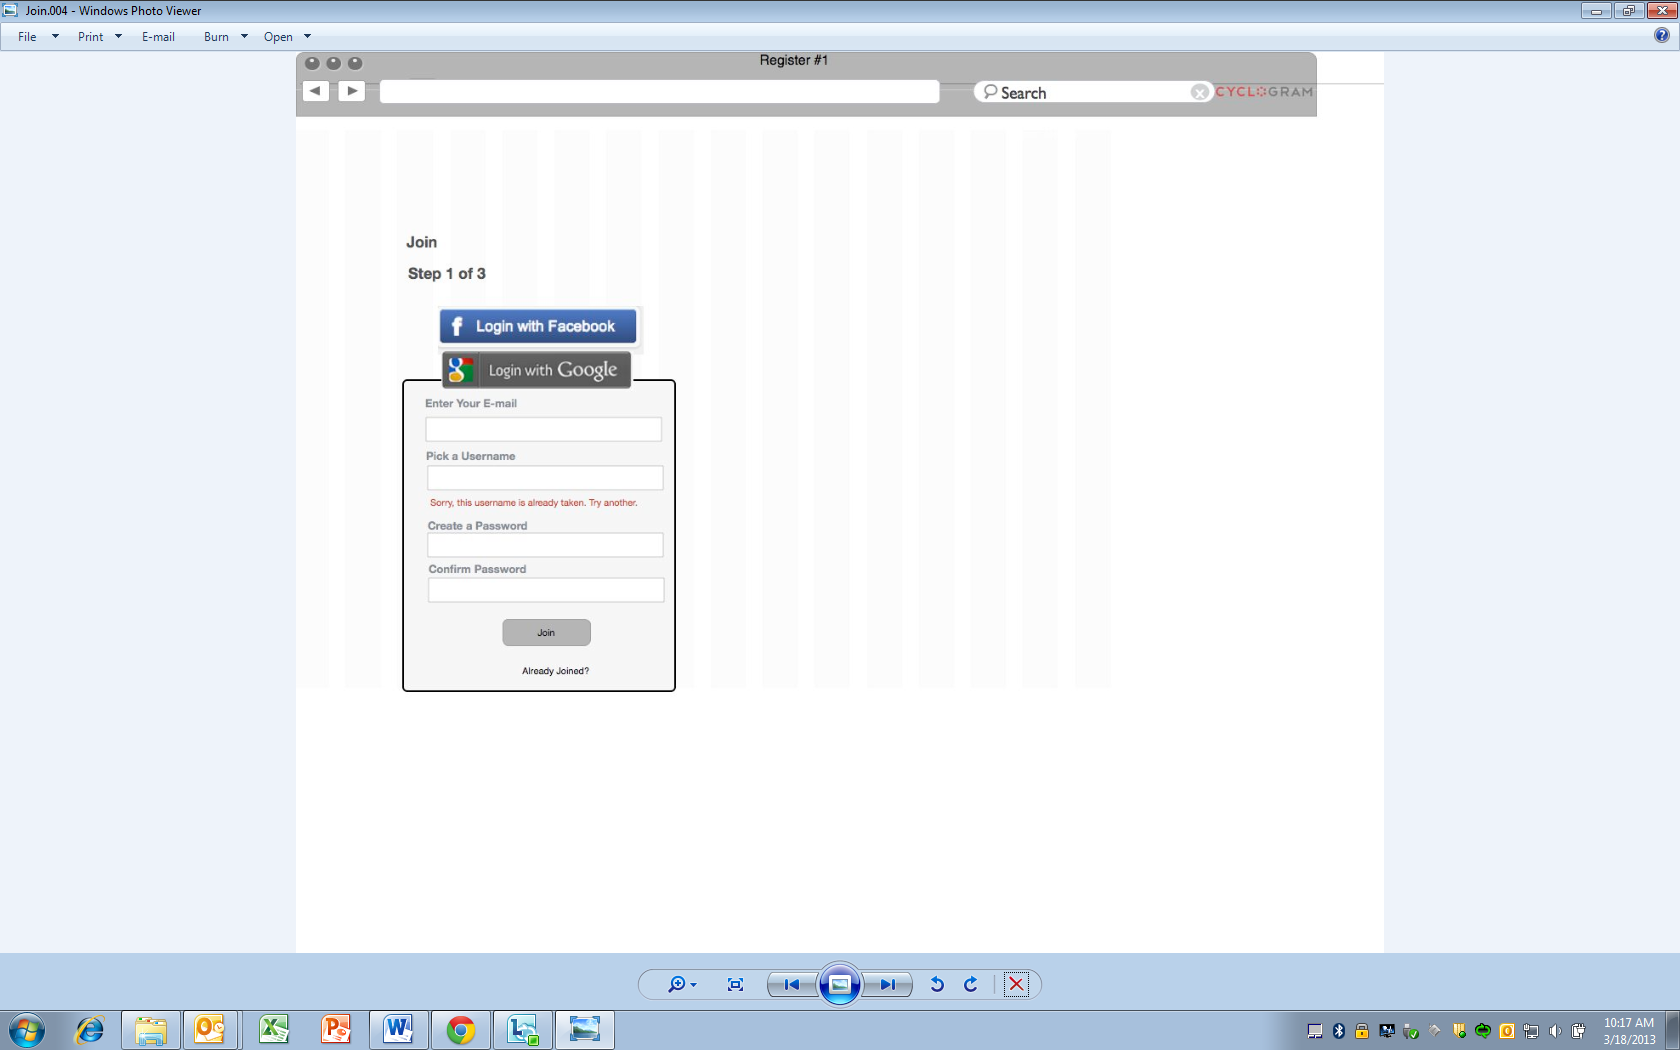 Join.004 - Windows Photo Viewer
File Print E-mail Burn Open
Register #1
Search
CYCLOGRAM
Join
Step 1 of 3
f Login with Facebook
8 Login with Google
Enter Your E-mail
Pick a Username
Sorry, this username is already taken. Try another.
Create a Password
Confirm Password
Join
Already Joined?
10:17 AM
3/18/2013